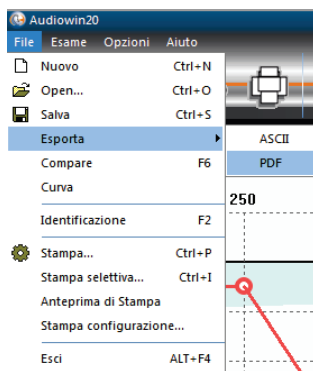 Audiowin20
File Esame Opzioni Aiuto
Nuovo Ctrl+N
Open... Ctrl+O
Salva Ctrl+S
Esporta ASCII
Compare F6 PDF
Curva
250
Identificazione F2
Stampa... Ctrl+P
Stampa selettiva... Ctrl+I
Anteprima di Stampa
Stampa configurazione...
Esci ALT+F4